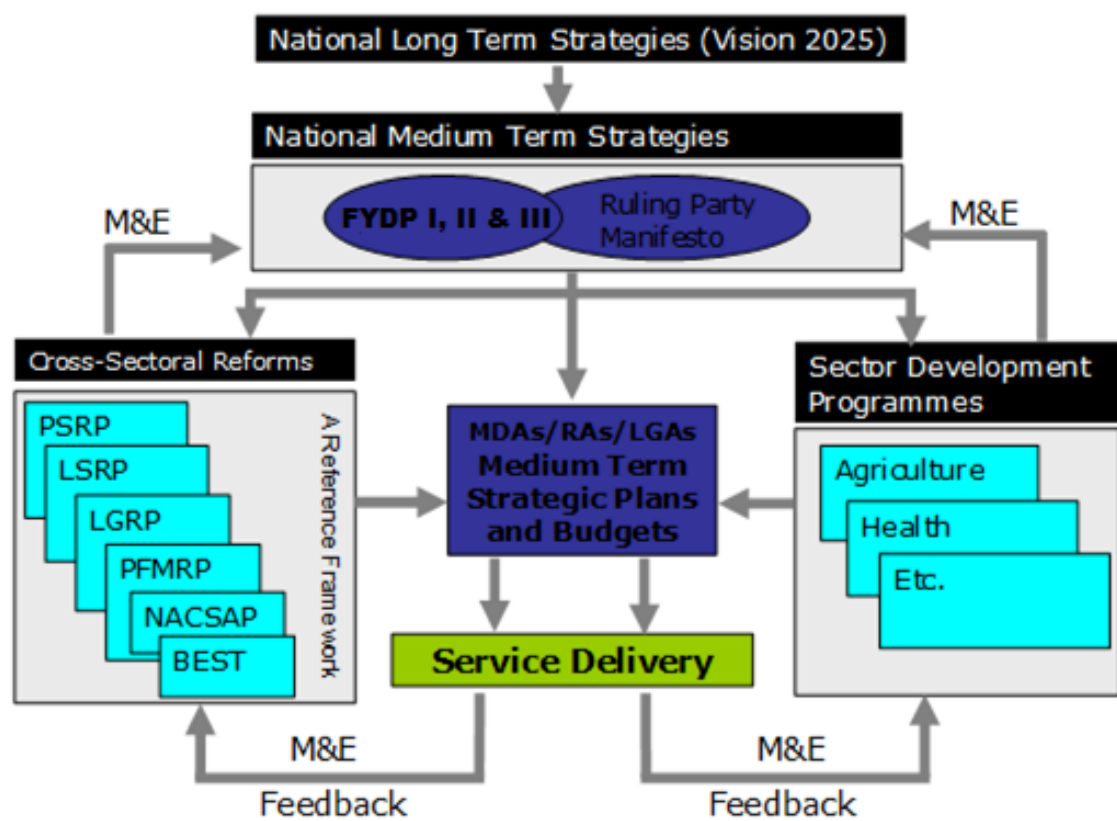 National Long Term Strategies (Vision 2025)
National Medium Term Strategies
FYDP I, II & III
Ruling Party
Manifesto
M&E
M&E
Cross-Sectoral Reforms
PSRP
LSRP
LGRP
PFMRP
NACSAP
BEST
A Reference Framework
MDAs/RAs/LGAs
Medium Term
Strategic Plans
and Budgets
Sector Development
Programmes
Agriculture
Health
Etc.
Service Delivery
M&E
Feedback
M&E
Feedback